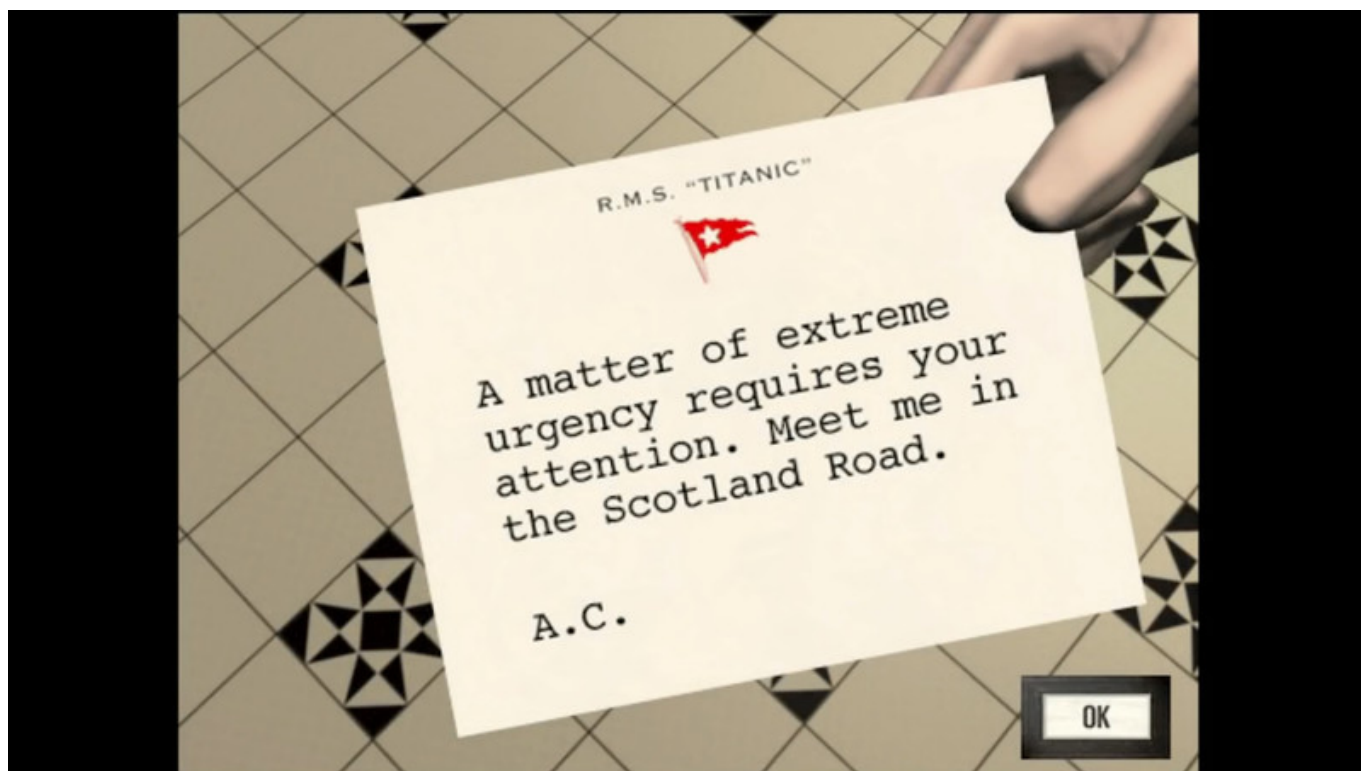 R.M.S. "TITANIC"
A matter of extreme
urgency requires your
attention. Meet me in
the Scotland Road.
A.C.
OK